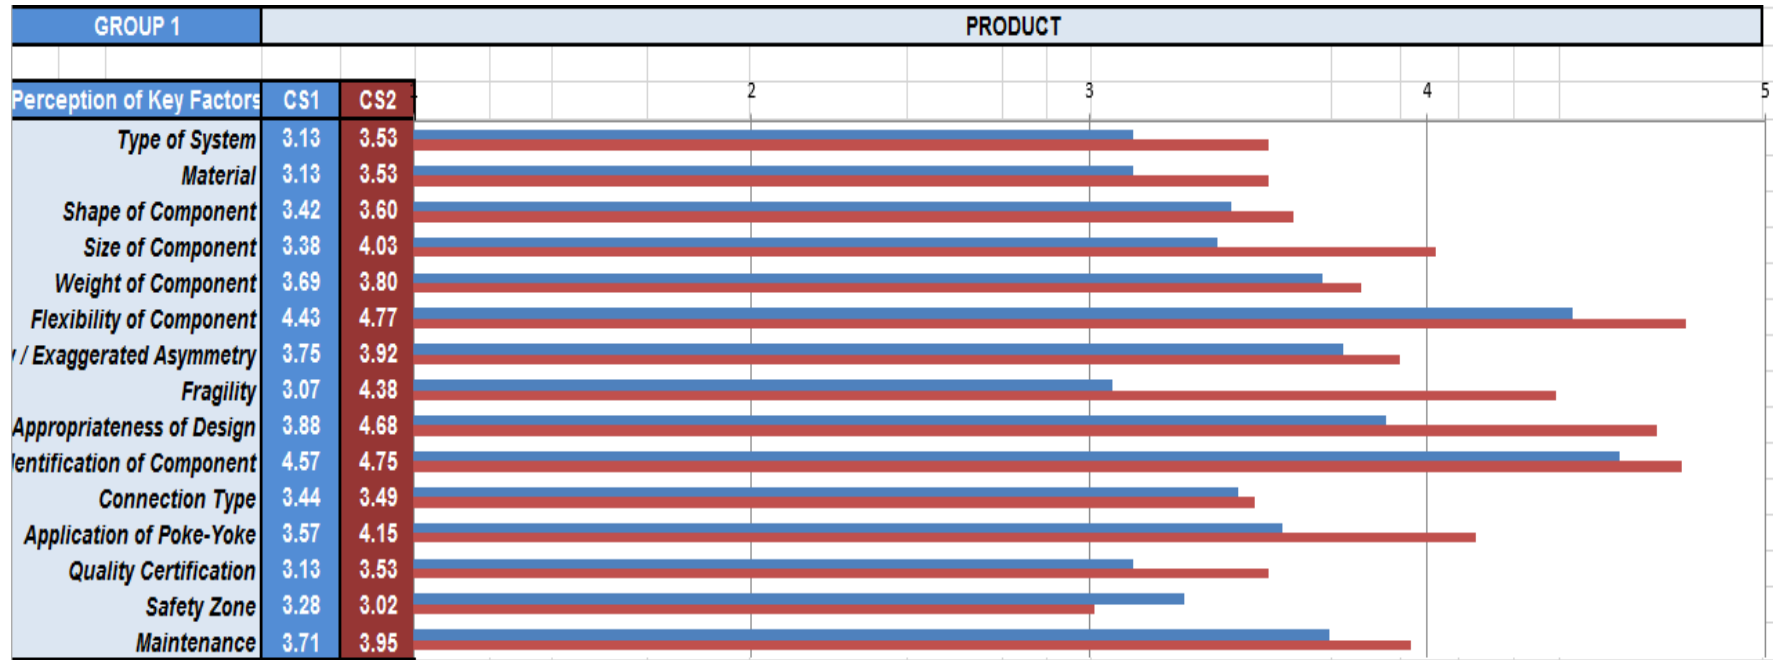 GROUP 1 PRODUCT
2 3 4 5
Perception of Key Factors CS1 CS2
Type of System 3.13 3.53
Material 3.13 3.53
Shape of Component 3.42 3.60
Size of Component 3.38 4.03
Weight of Component 3.69 3.80
Flexibility of Component 4.43 4.77
/ Exaggerated Asymmetry 3.75 3.92
Fragility 3.07 4.38
Appropriateness of Design 3.88 4.68
entification of Component 4.57 4.75
Connection Type 3.44 3.49
Application of Poke-Yoke 3.57 4.15
Quality Certification 3.13 3.53
Safety Zone 3.28 3.02
Maintenance 3.71 3.95